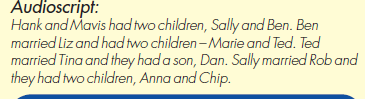 Audioscript:
Hank and Mavis had two children, Sally and Ben. Ben
married Liz and had two children – Marie and Ted. Ted
married Tina and they had a son, Dan. Sally married Rob and
they had two children, Anna and Chip.